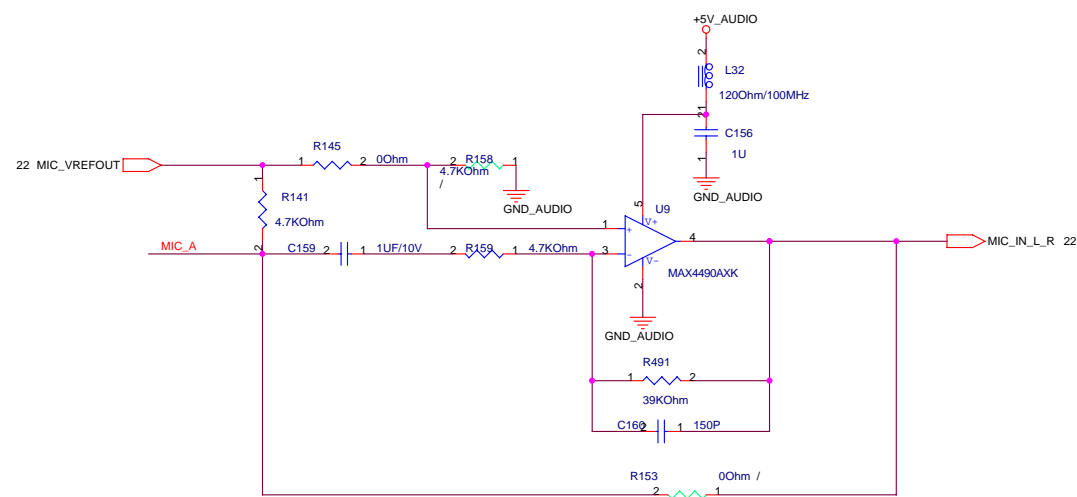 +5V_AUDIO
2
L32
120Ohm/100MHz
1
2
C156
1U
1
GND_AUDIO
R145
22 MIC_VREFOUT
1
2
0Ohm
2
R158
1
4.7KOhm
/
GND_AUDIO
1
R141
4.7KOhm
2
MIC_A
C159
2
1
1UF/10V
2
R159
1
4.7KOhm
U9
5
V+
1
+
3
-
4
V-
2
MAX4490AXK
GND_AUDIO
MIC_IN_L_R 22
R491
1
2
39KOhm
C160
2
1
150P
R153
0Ohm /
2
1